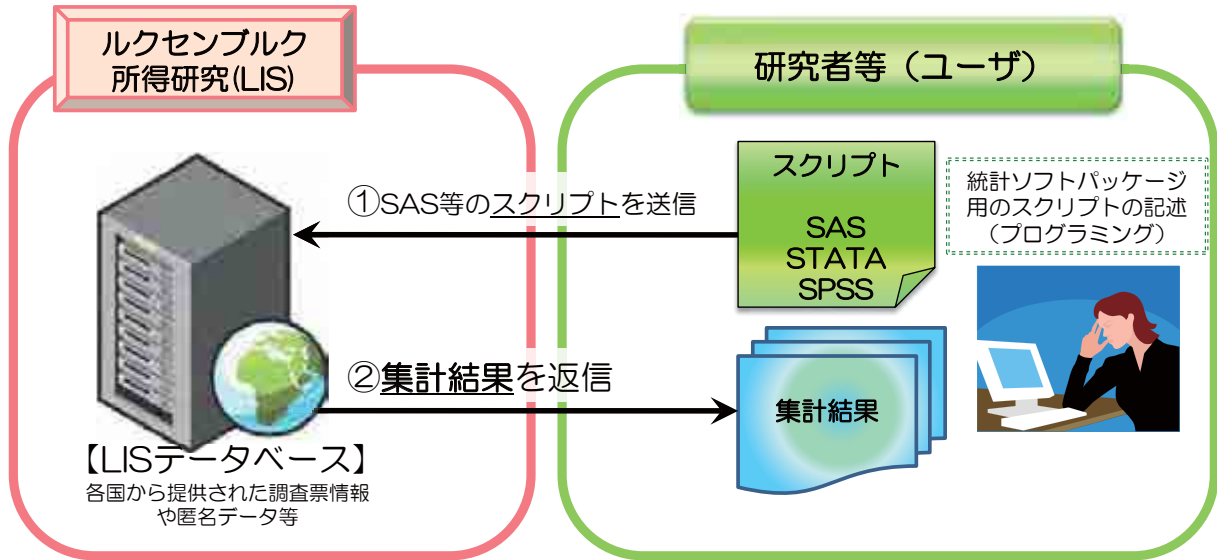 ルクセンブルク
所得研究(LIS)
研究者等（ユーザ）
①SAS等のスクリプトを送信
スクリプト
SAS
STATA
SPSS
統計ソフトパッケージ
用のスクリプトの記述
（プログラミング）
②集計結果を返信
集計結果
【LISデータベース】
各国から提供された調査票情報
や匿名データ等